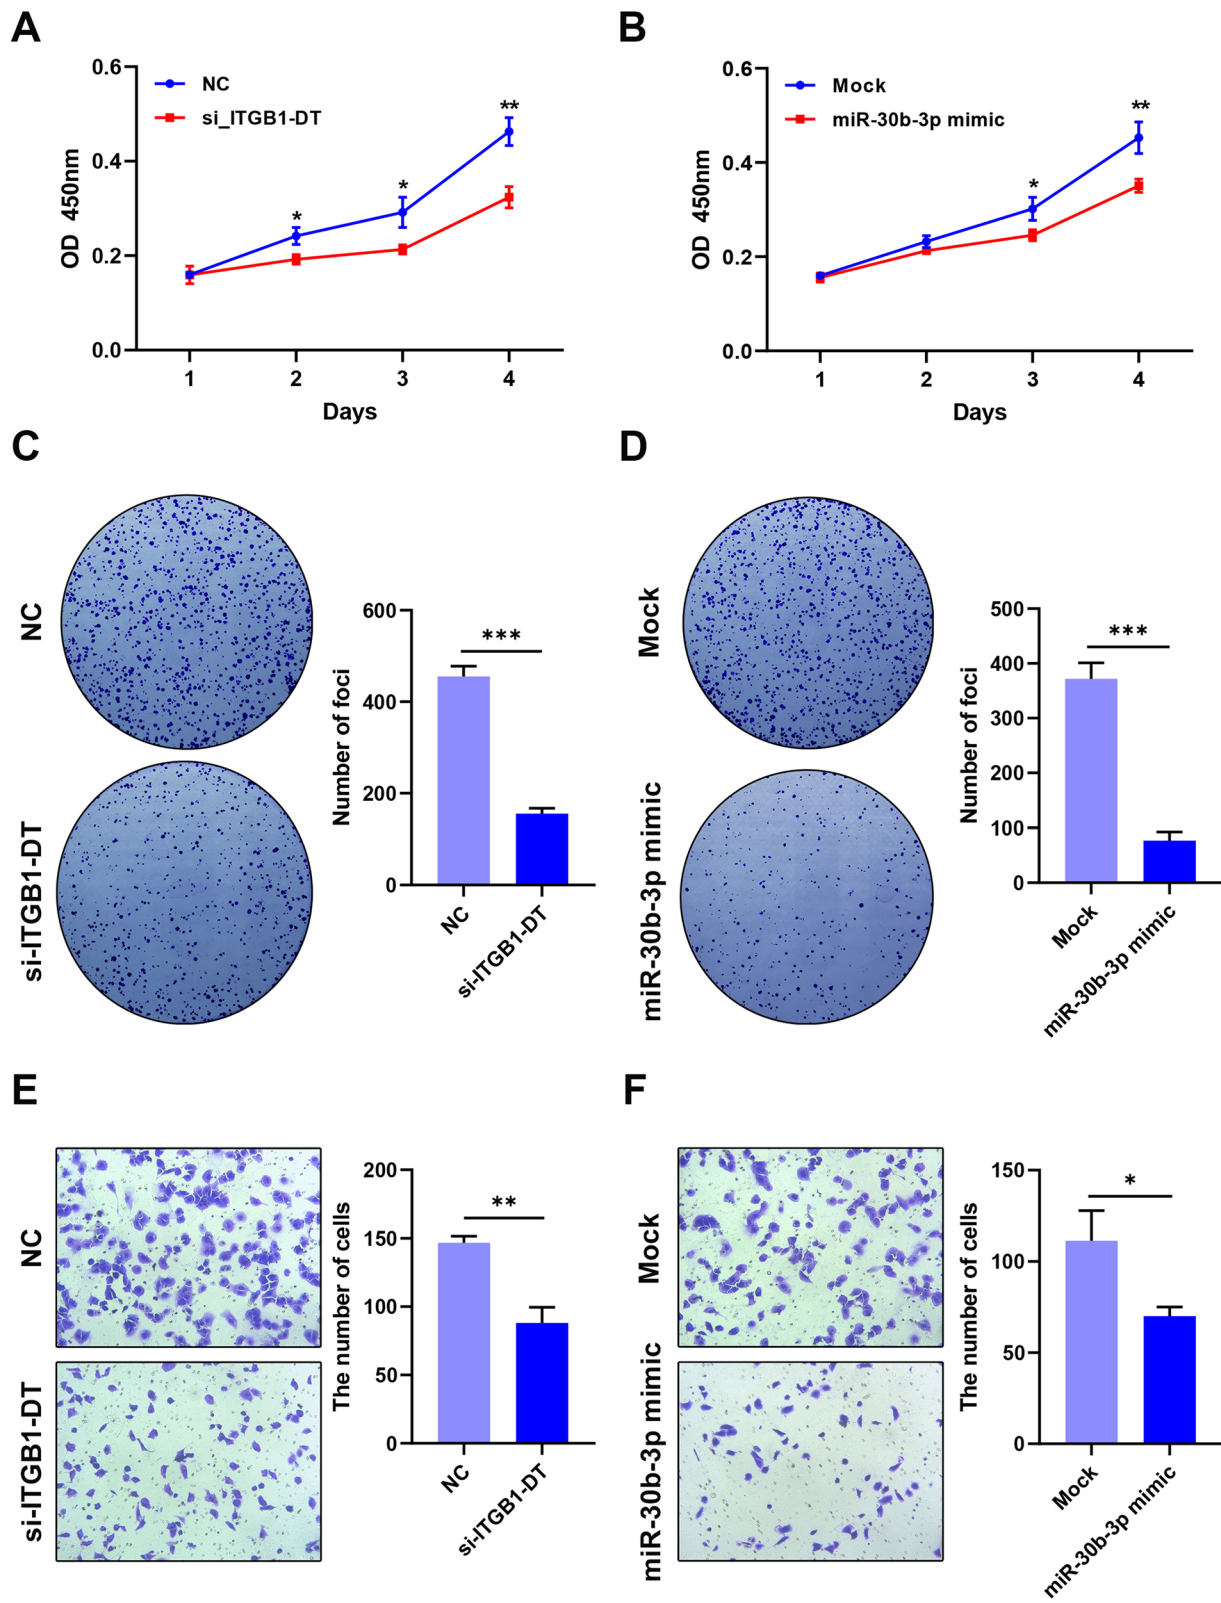 A
0.6
0.4
0.2
0.0
OD 450nm
NC
si_ITGB1-DT
*
*
**
1 2 3 4
Days
B
0.6
0.4
0.2
0.0
OD 450nm
Mock
miR-30b-3p mimic
*
**
1 2 3 4
Days
C
NC
si-ITGB1-DT
Number of foci
600
400
200
0
***
NC
si-ITGB1-DT
D
Mock
miR-30b-3p mimic
Number of foci
500
400
300
200
100
0
***
Mock
miR-30b-3p mimic
E
NC
si-ITGB1-DT
The number of cells
200
150
100
50
0
**
NC
si-ITGB1-DT
F
Mock
miR-30b-3p mimic
The number of cells
150
100
50
0
*
Mock
miR-30b-3p mimic